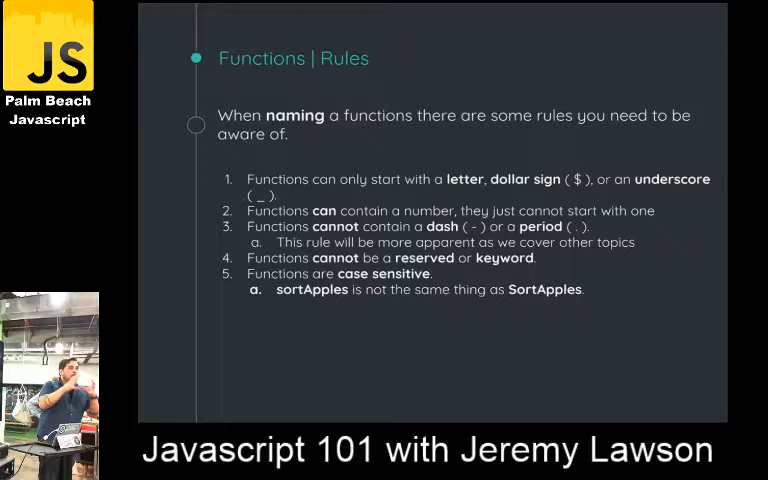 JS
Palm Beach
Javascript
Functions | Rules
When naming a functions there are some rules you need to be
aware of.
1. Functions can only start with a letter, dollar sign ( $ ), or an underscore
( _ ).
2. Functions can contain a number, they just cannot start with one
3. Functions cannot contain a dash ( - ) or a period ( . ).
a. This rule will be more apparent as we cover other topics
4. Functions cannot be a reserved or keyword.
5. Functions are case sensitive.
a. sortApples is not the same thing as SortApples.
Javascript 101 with Jeremy Lawson